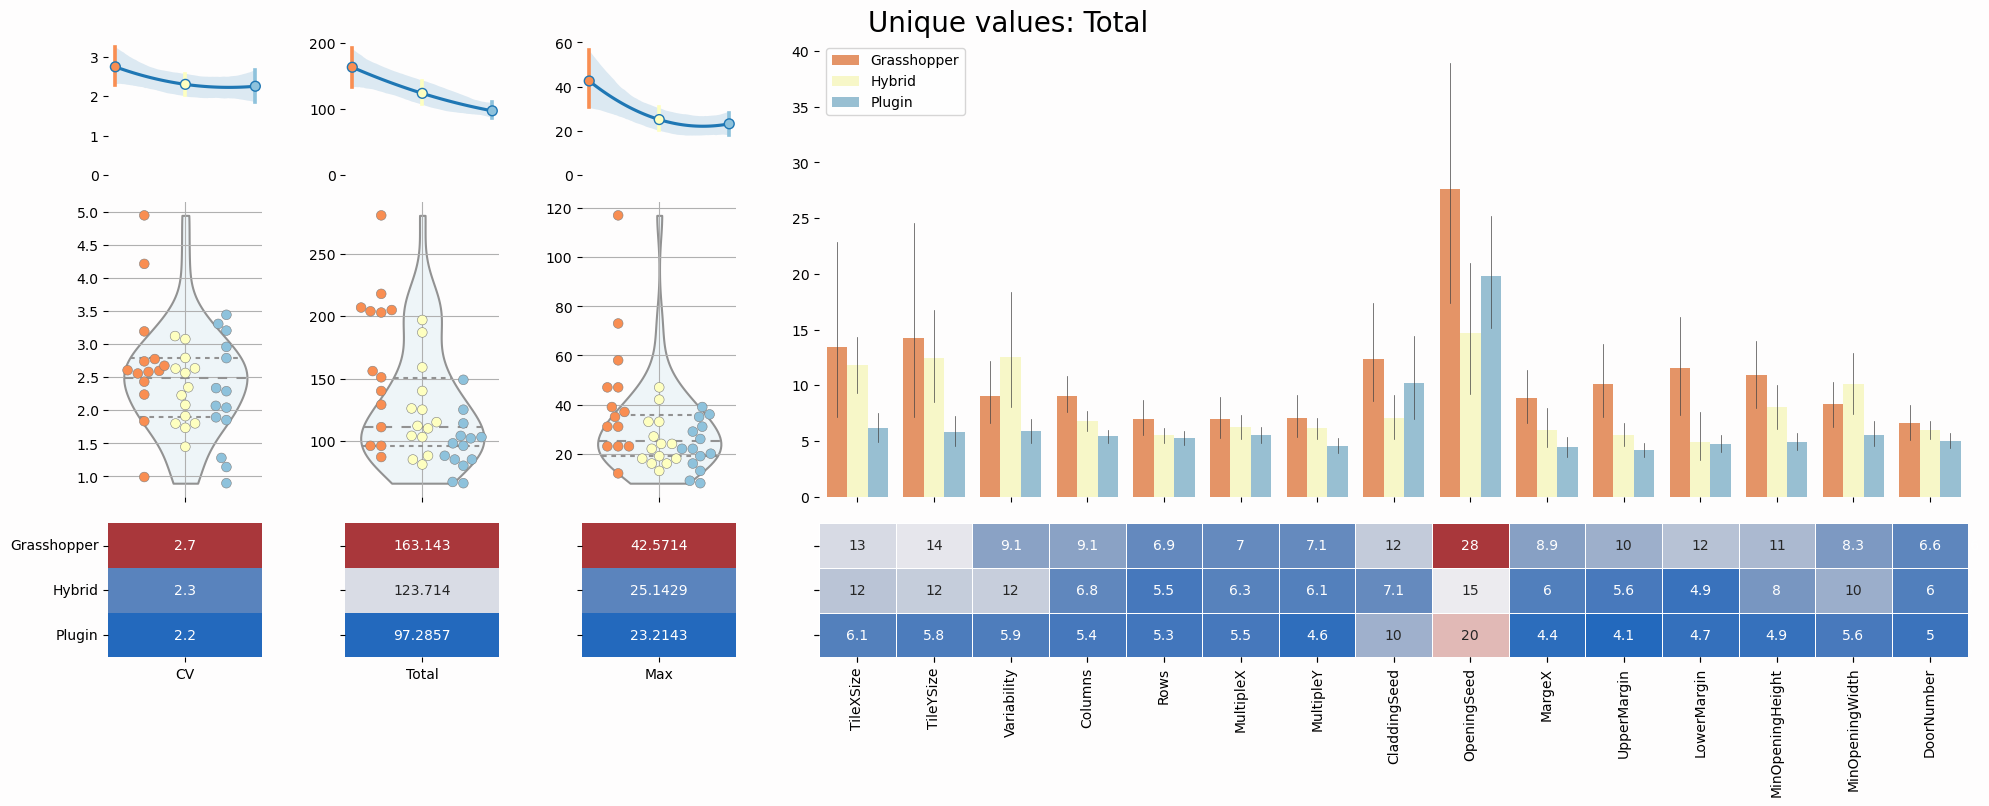 Unique values: Total
3
2
1
0
200
100
0
60
40
20
0
40
35
30
25
20
15
10
5
0
Grasshopper
Hybrid
Plugin
5.0
4.5
4.0
3.5
3.0
2.5
2.0
1.5
1.0
250
200
150
100
120
100
80
60
40
20
Grasshopper 2.7 163.143 42.5714 13 14 9.1 9.1 6.9 7 7.1 12 28 8.9 10 12 11 8.3 6.6
Hybrid 2.3 123.714 25.1429 12 12 12 6.8 5.5 6.3 6.1 7.1 15 6 5.6 4.9 8 10 6
Plugin 2.2 97.2857 23.2143 6.1 5.8 5.9 5.4 5.3 5.5 4.6 10 20 4.4 4.1 4.7 4.9 5.6 5
CV Total Max
TileXSize
TileYSize
Variability
Columns
Rows
MultipleX
MultipleY
CladdingSeed
OpeningSeed
MargeX
UpperMargin
LowerMargin
MinOpeningHeight
MinOpeningWidth
DoorNumber